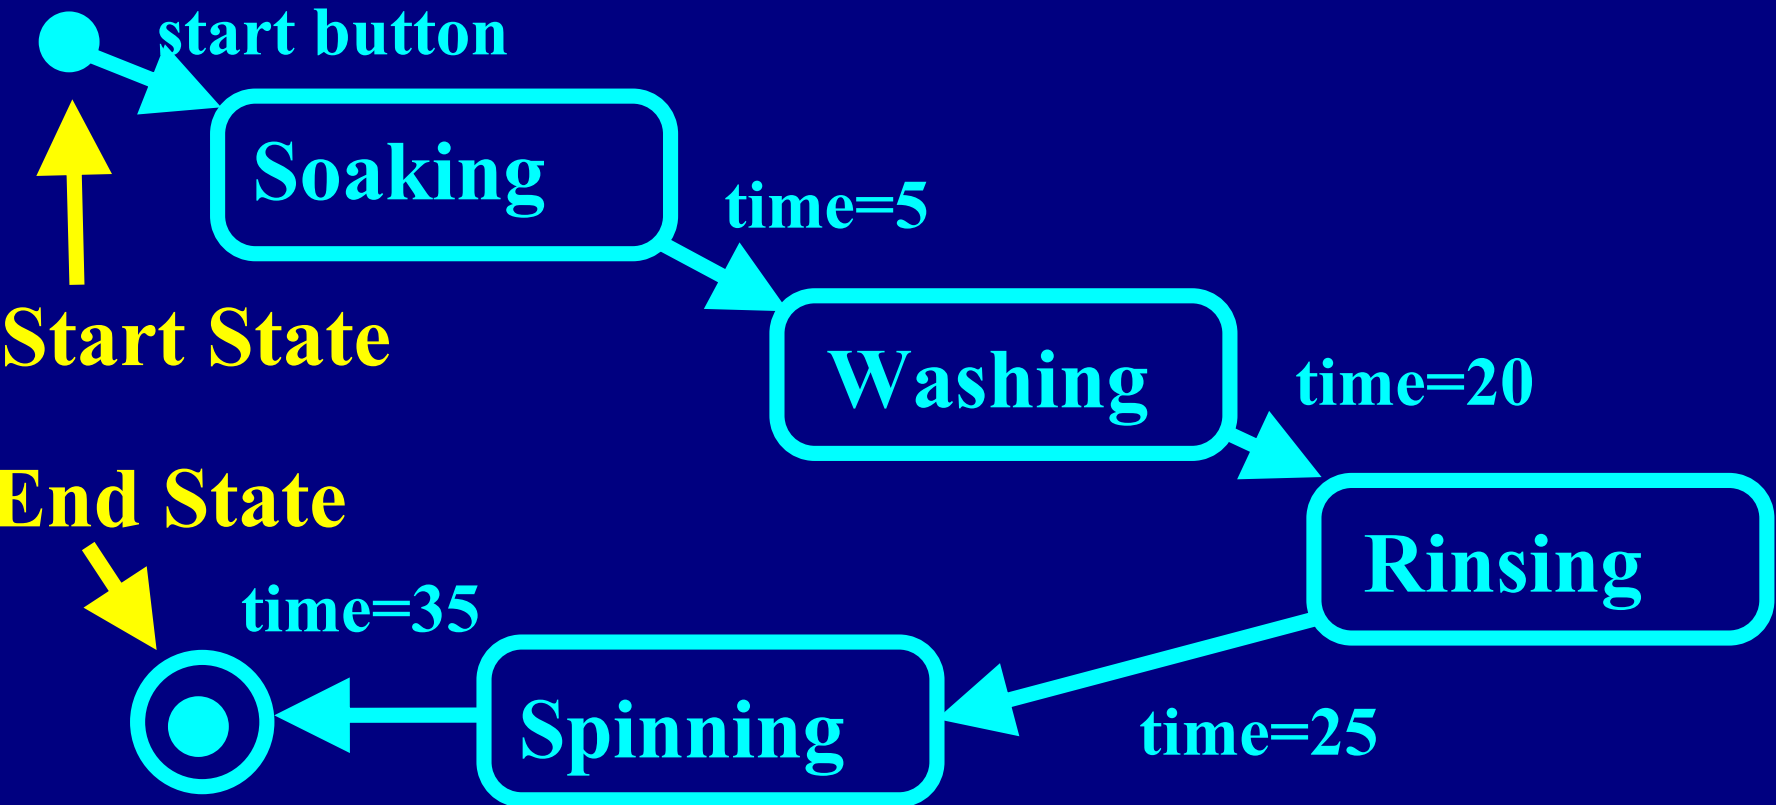 start button
Soaking
time=5
Start State
Washing
time=20
End State
Rinsing
time=35
Spinning
time=25